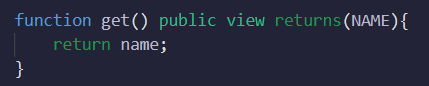 function get() public view returns(NAME){
    return name;
}